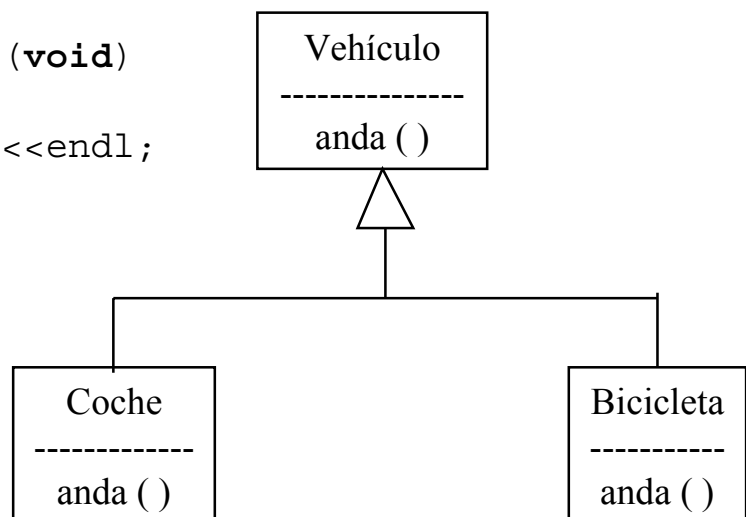 (void)
<<endl;
Vehículo
---------------
anda ( )
Coche
-------------
anda ( )
Bicicleta
-----------
anda ( )